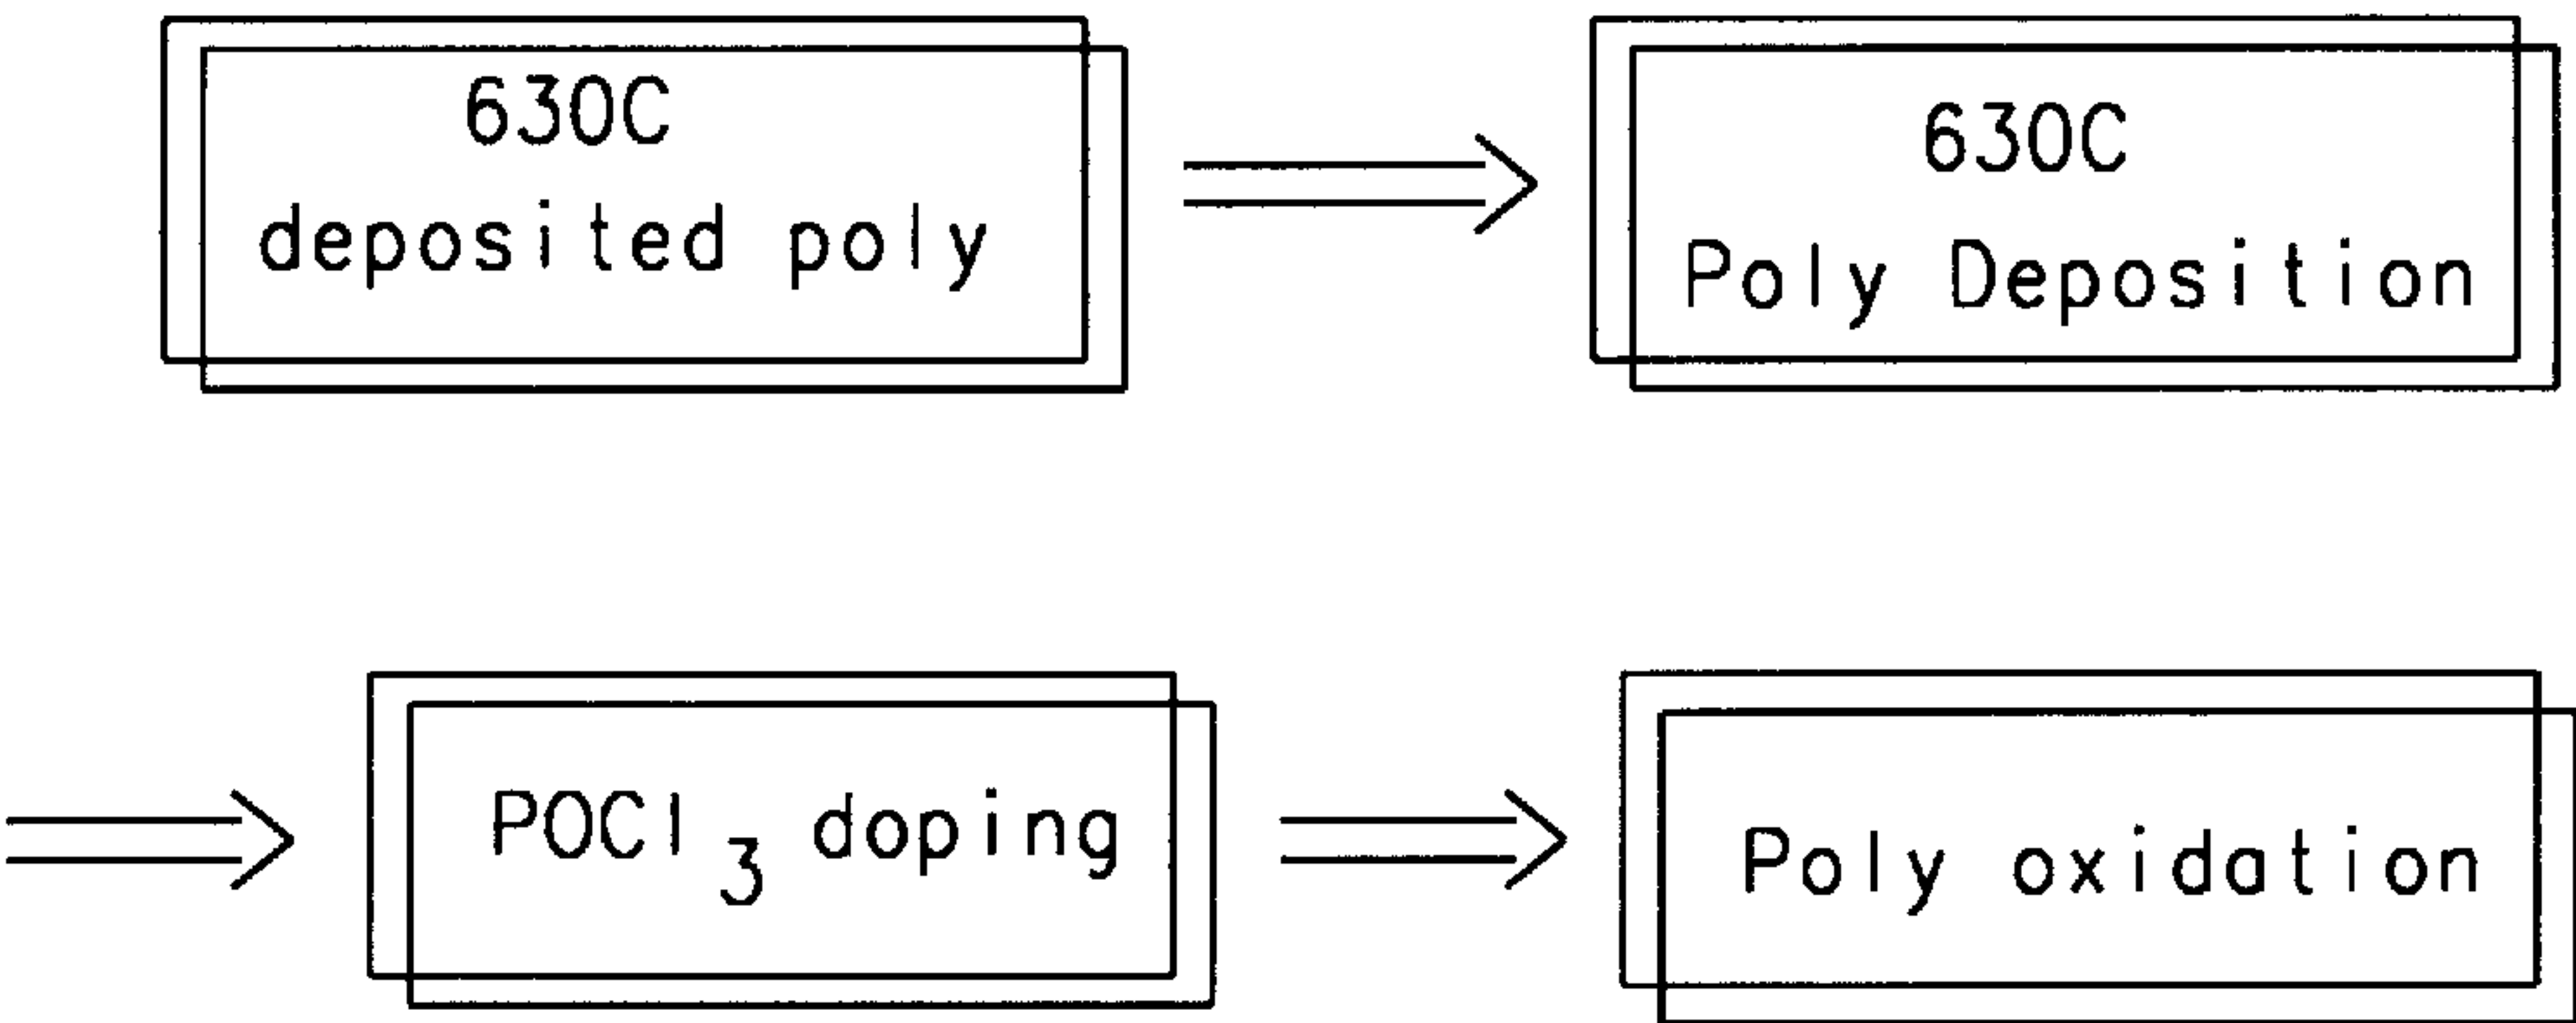 630C
deposited poly
630C
Poly Deposition
POCl₃ doping
Poly oxidation